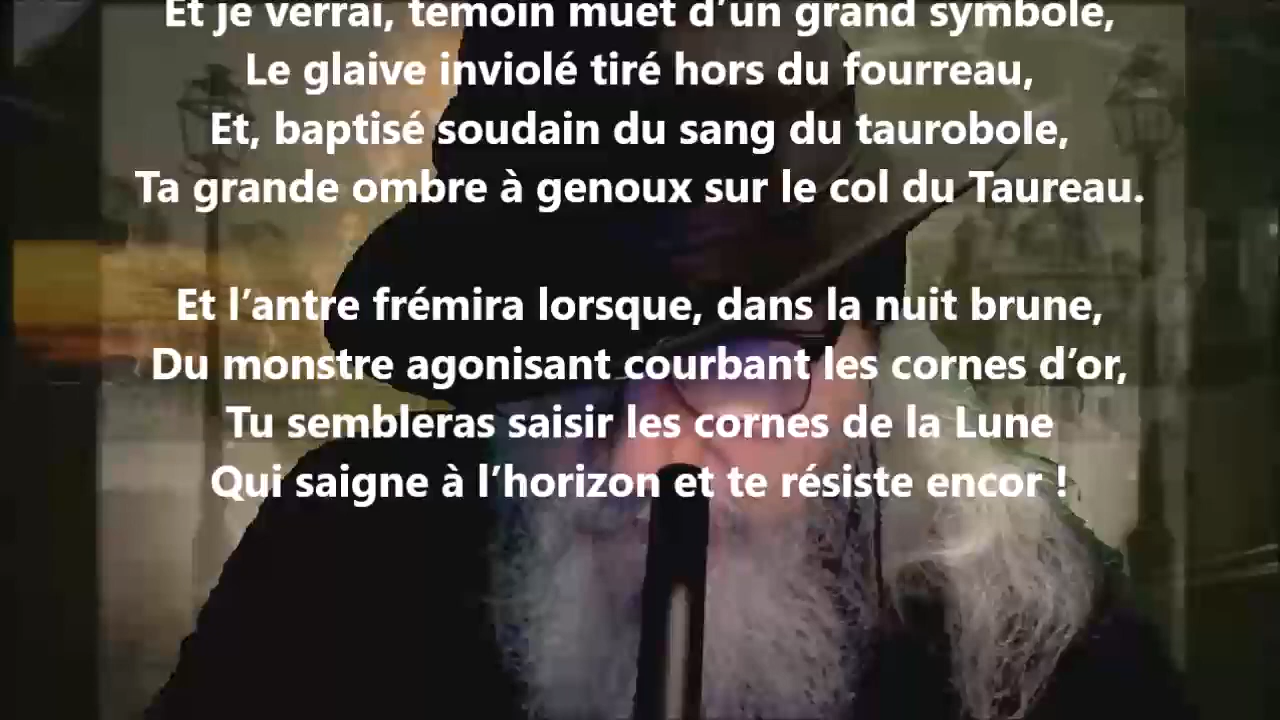 Et je verrai, témoin muet d’un grand symbole,
Le glaive inviolé tiré hors du fourreau,
Et, baptisé soudain du sang du taurobole,
Ta grande ombre à genoux sur le col du Taureau.
Et l’antre frémira lorsque, dans la nuit brune,
Du monstre agonisant courbant les cornes d’or,
Tu sembleras saisir les cornes de la Lune
Qui saigne à l’horizon et te résiste encor !